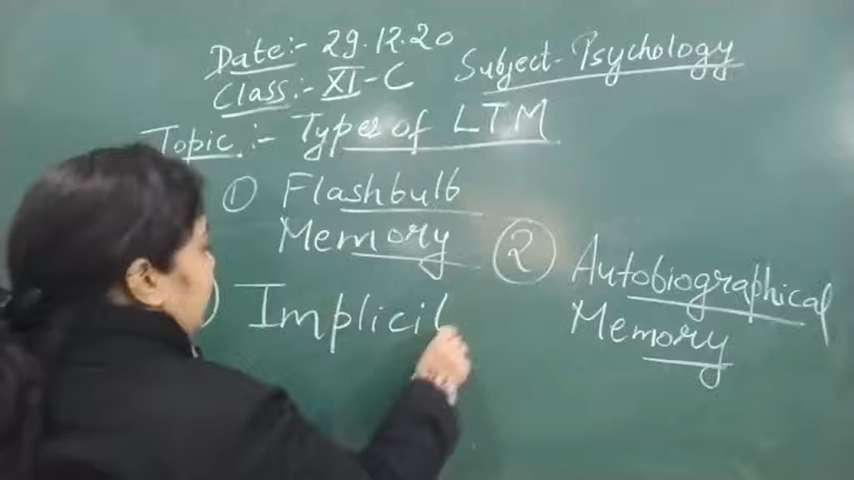 Date:- 29.12.20
Subject- Psychology
Class:- XI-C
Topic:- Types of LTM
① Flashbulb
Memory
② Autobiographical
Memory
) Implicit